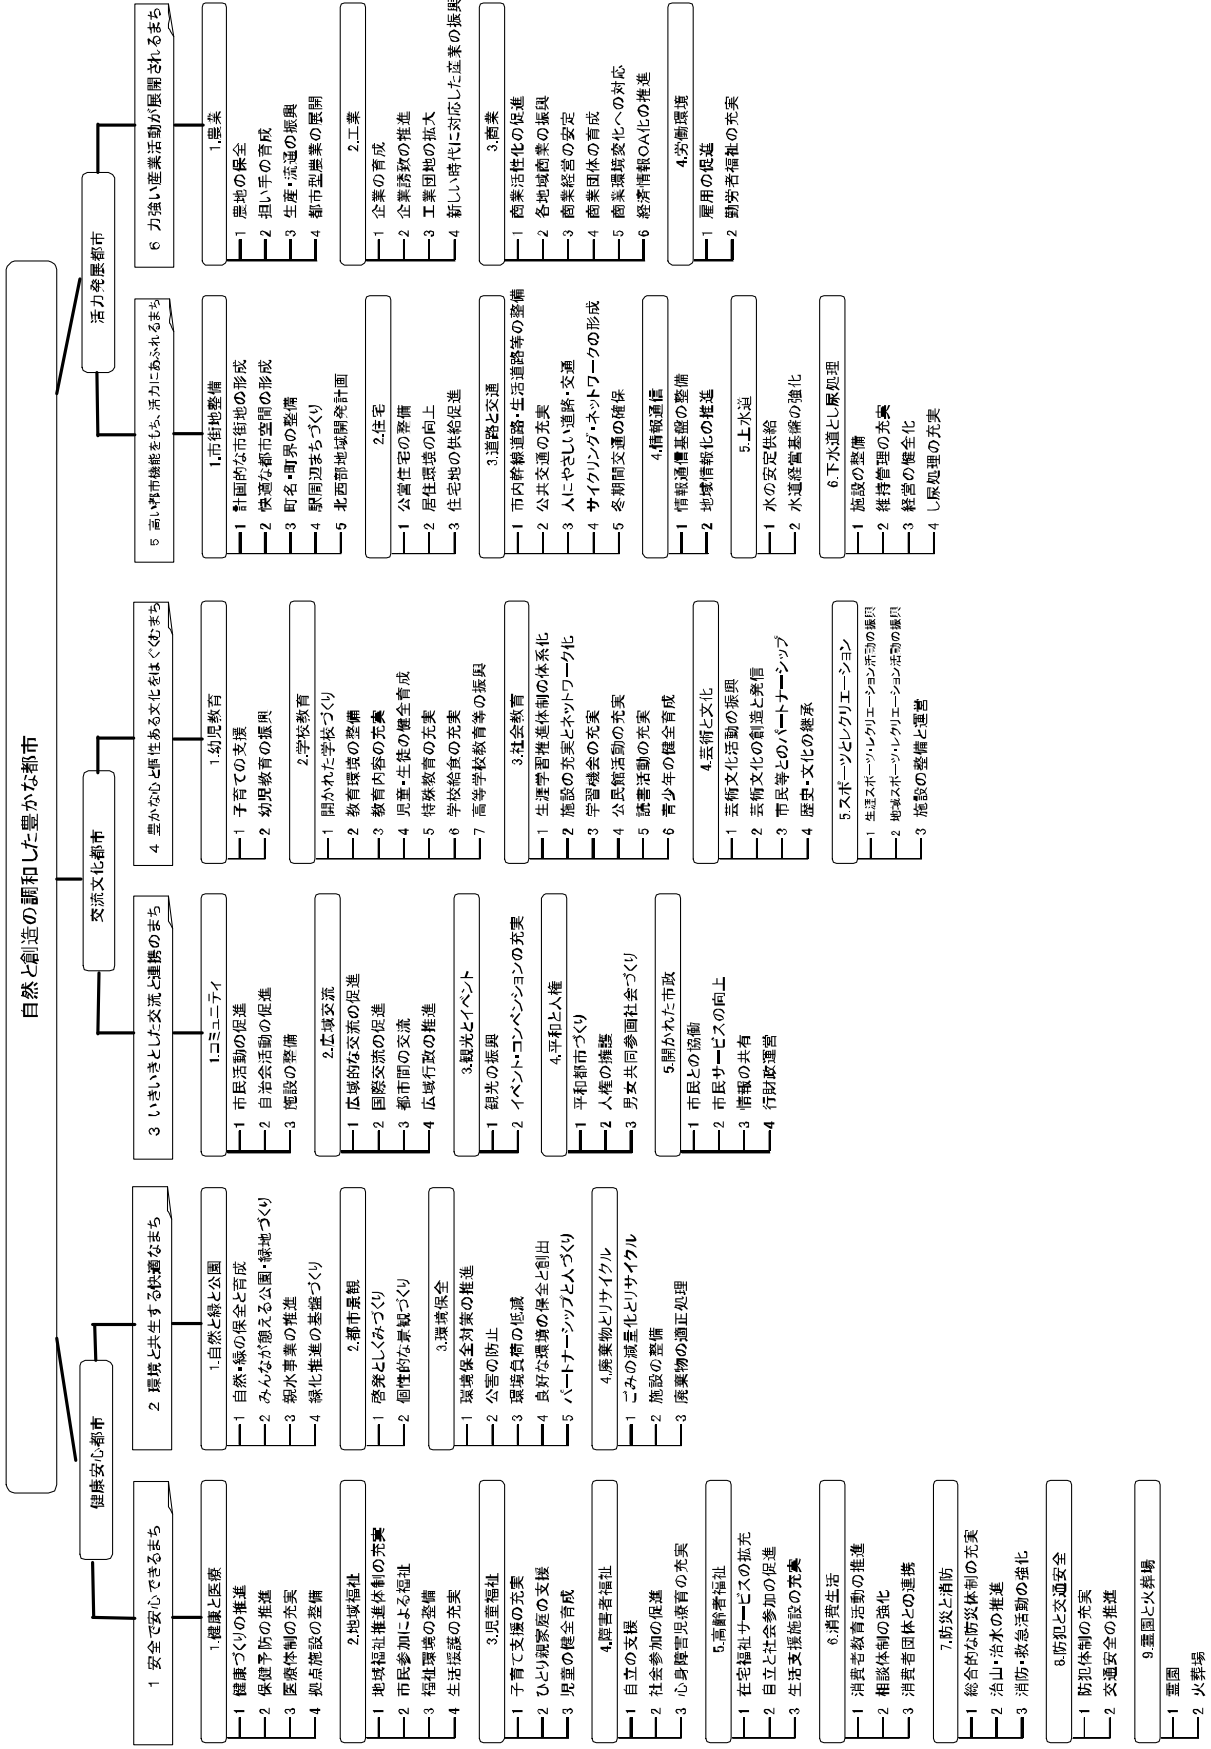 自然と創造の調和した豊かな都市
健康安心都市
1 安全で安心できるまち
1.健康と医療
1 健康づくりの推進
2 保健予防の推進
3 医療体制の充実
4 拠点施設の整備
2.地域福祉
1 地域福祉推進体制の充実
2 市民参加による福祉
3 福祉環境の整備
4 生活援護の充実
3.児童福祉
1 子育て支援の充実
2 ひとり親家庭の支援
3 児童の健全育成
4.障害者福祉
1 自立の支援
2 社会参加の促進
3 心身障害児療育の充実
5.高齢者福祉
1 在宅福祉サービスの拡充
2 自立と社会参加の促進
3 生活支援施設の充実
6.消費生活
1 消費者教育活動の推進
2 相談体制の強化
3 消費者団体との連携
7.防災と消防
1 総合的な防災体制の充実
2 治山・治水の推進
3 消防・救急活動の強化
8.防犯と交通安全
1 防犯体制の充実
2 交通安全の推進
9.霊園と火葬場
1 霊園
2 火葬場
2 環境と共生する快適なまち
1.自然と緑と公園
1 自然・緑の保全と育成
2 みんなが憩える公園・緑地づくり
3 親水事業の推進
4 緑化推進の基盤づくり
2.都市景観
1 啓発としくみづくり
2 個性的な景観づくり
3.環境保全
1 環境保全対策の推進
2 公害の防止
3 環境負荷の低減
4 良好な環境の保全と創出
5 パートナーシップと人づくり
4.廃棄物とリサイクル
1 ごみの減量化とリサイクル
2 施設の整備
3 廃棄物の適正処理
交流文化都市
3 いきいきとした交流と連携のまち
1.コミュニティ
1 市民活動の促進
2 自治会活動の促進
3 施設の整備
2.広域交流
1 広域的な交流の促進
2 国際交流の促進
3 都市間の交流
4 広域行政の推進
3.観光とイベント
1 観光の振興
2 イベント・コンベンションの充実
4.平和と人権
1 平和都市づくり
2 人権の擁護
3 男女共同参画社会づくり
5.開かれた市政
1 市民との協働
2 市民サービスの向上
3 情報の共有
4 行財政運営
4 豊かな心と個性ある文化をはぐくむまち
1.幼児教育
1 子育ての支援
2 幼児教育の振興
2.学校教育
1 開かれた学校づくり
2 教育環境の整備
3 教育内容の充実
4 児童・生徒の健全育成
5 特殊教育の充実
6 学校給食の充実
7 高等学校教育等の振興
3.社会教育
1 生涯学習推進体制の体系化
2 施設の充実とネットワーク化
3 学習機会の充実
4 公民館活動の充実
5 読書活動の充実
6 青少年の健全育成
4.芸術と文化
1 芸術文化活動の振興
2 芸術文化の創造と発信
3 市民等とのパートナーシップ
4 歴史・文化の継承
5.スポーツとレクリエーション
1 生涯スポーツ・レクリエーション活動の振興
2 地域スポーツ・レクリエーション活動の振興
3 施設の整備と運営
活力発展都市
5 高い都市機能をもち、活力にあふれるまち
1.市街地整備
1 計画的な市街地の形成
2 快適な都市空間の形成
3 町名・町界の整備
4 駅周辺まちづくり
5 北西部地域開発計画
2.住宅
1 公営住宅の整備
2 居住環境の向上
3 住宅地の供給促進
3.道路と交通
1 市内幹線道路・生活道路等の整備
2 公共交通の充実
3 人にやさしい道路・交通
4 サイクリング・ネットワークの形成
5 冬期間交通の確保
4.情報通信
1 情報通信基盤の整備
2 地域情報化の推進
5.上水道
1 水の安定供給
2 水道経営基盤の強化
6.下水道とし尿処理
1 施設の整備
2 維持管理の充実
3 経営の健全化
4 し尿処理の充実
6 力強い産業活動が展開されるまち
1.農業
1 農地の保全
2 担い手の育成
3 生産・流通の振興
4 都市型農業の展開
2.工業
1 企業の育成
2 企業誘致の推進
3 工業団地の拡大
4 新しい時代に対応した産業の振興
3.商業
1 商業活性化の促進
2 各地域商業の振興
3 商業経営の安定
4 商業団体の育成
5 商業環境変化への対応
6 経済情報OA化の推進
4.労働環境
1 雇用の促進
2 勤労者福祉の充実